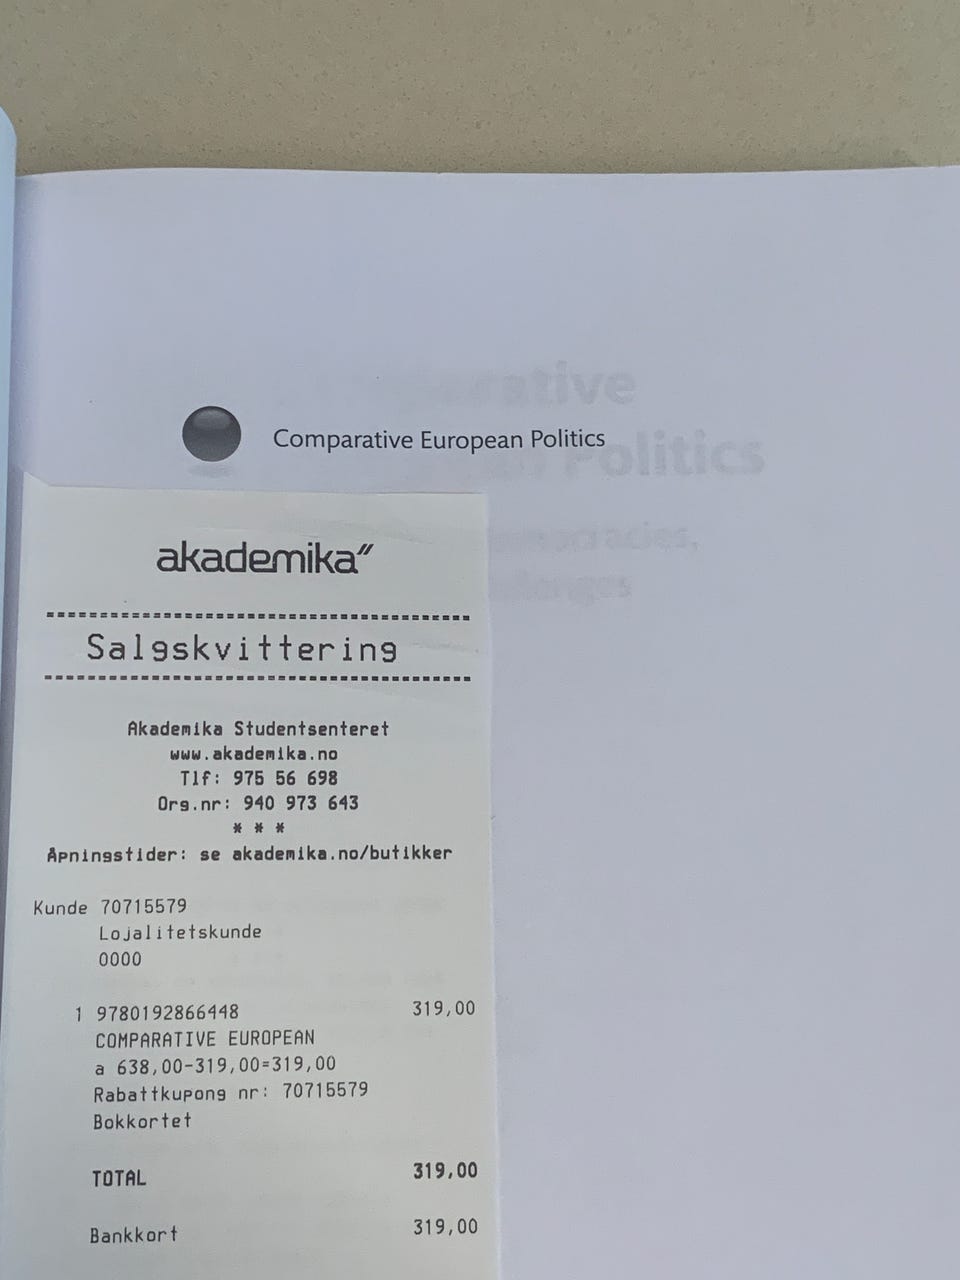 Comparative European Politics
akademika
Salgskvittering
Akademika Studentsenteret
www.akademika.no
Tlf: 975 56 698
Org.nr: 940 973 643
* * *
Åpningstider: se akademika.no/butikker
Kunde 70715579
Lojalitetskunde
0000
1 9780192866448 319,00
COMPARATIVE EUROPEAN
a 638,00-319,00=319,00
Rabattkupong nr: 70715579
Bokkortet
TOTAL 319,00
Bankkort 319,00